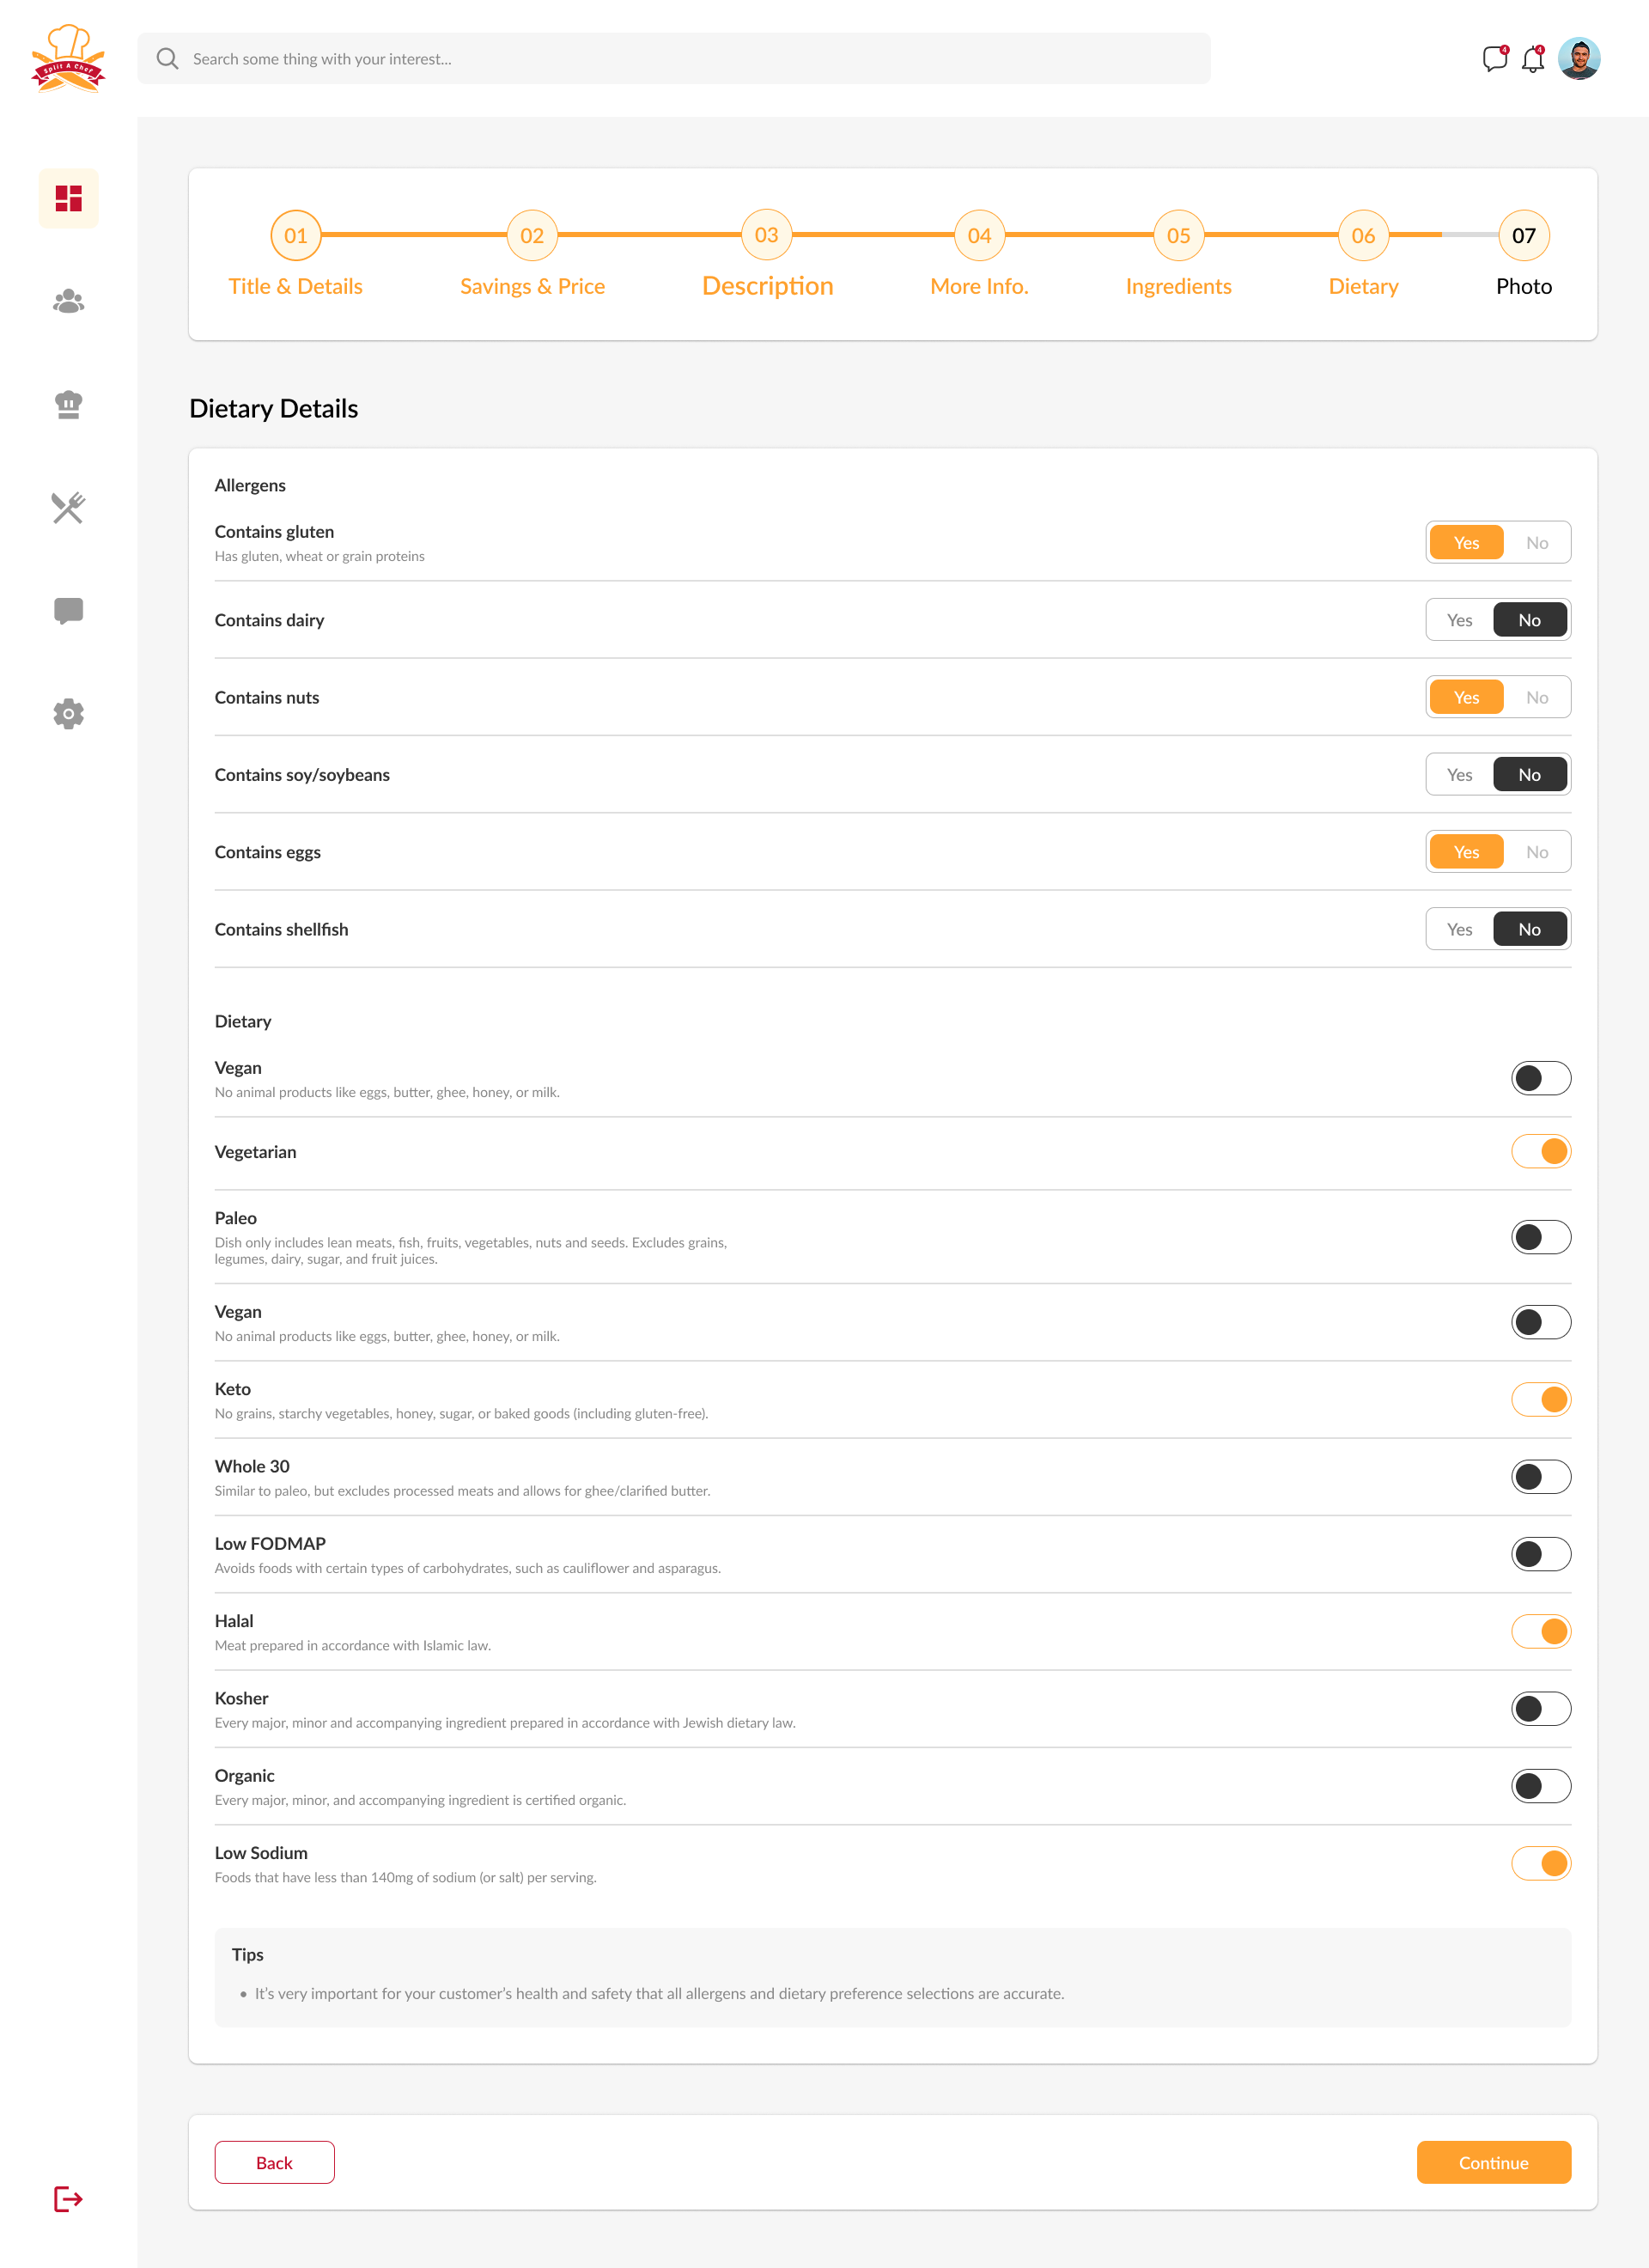 Split A Chef
Search some thing with your interest...
4
4
01
02
03
04
05
06
07
Title & Details
Savings & Price
Description
More Info.
Ingredients
Dietary
Photo
Dietary Details
Allergens
Contains gluten
Has gluten, wheat or grain proteins
Yes No
Contains dairy
Yes No
Contains nuts
Yes No
Contains soy/soybeans
Yes No
Contains eggs
Yes No
Contains shellfish
Yes No
Dietary
Vegan
No animal products like eggs, butter, ghee, honey, or milk.
Vegetarian
Paleo
Dish only includes lean meats, fish, fruits, vegetables, nuts and seeds. Excludes grains,
legumes, dairy, sugar, and fruit juices.
Vegan
No animal products like eggs, butter, ghee, honey, or milk.
Keto
No grains, starchy vegetables, honey, sugar, or baked goods (including gluten-free).
Whole 30
Similar to paleo, but excludes processed meats and allows for ghee/clarified butter.
Low FODMAP
Avoids foods with certain types of carbohydrates, such as cauliflower and asparagus.
Halal
Meat prepared in accordance with Islamic law.
Kosher
Every major, minor and accompanying ingredient prepared in accordance with Jewish dietary law.
Organic
Every major, minor, and accompanying ingredient is certified organic.
Low Sodium
Foods that have less than 140mg of sodium (or salt) per serving.
Tips
• It’s very important for your customer’s health and safety that all allergens and dietary preference selections are accurate.
Back
Continue